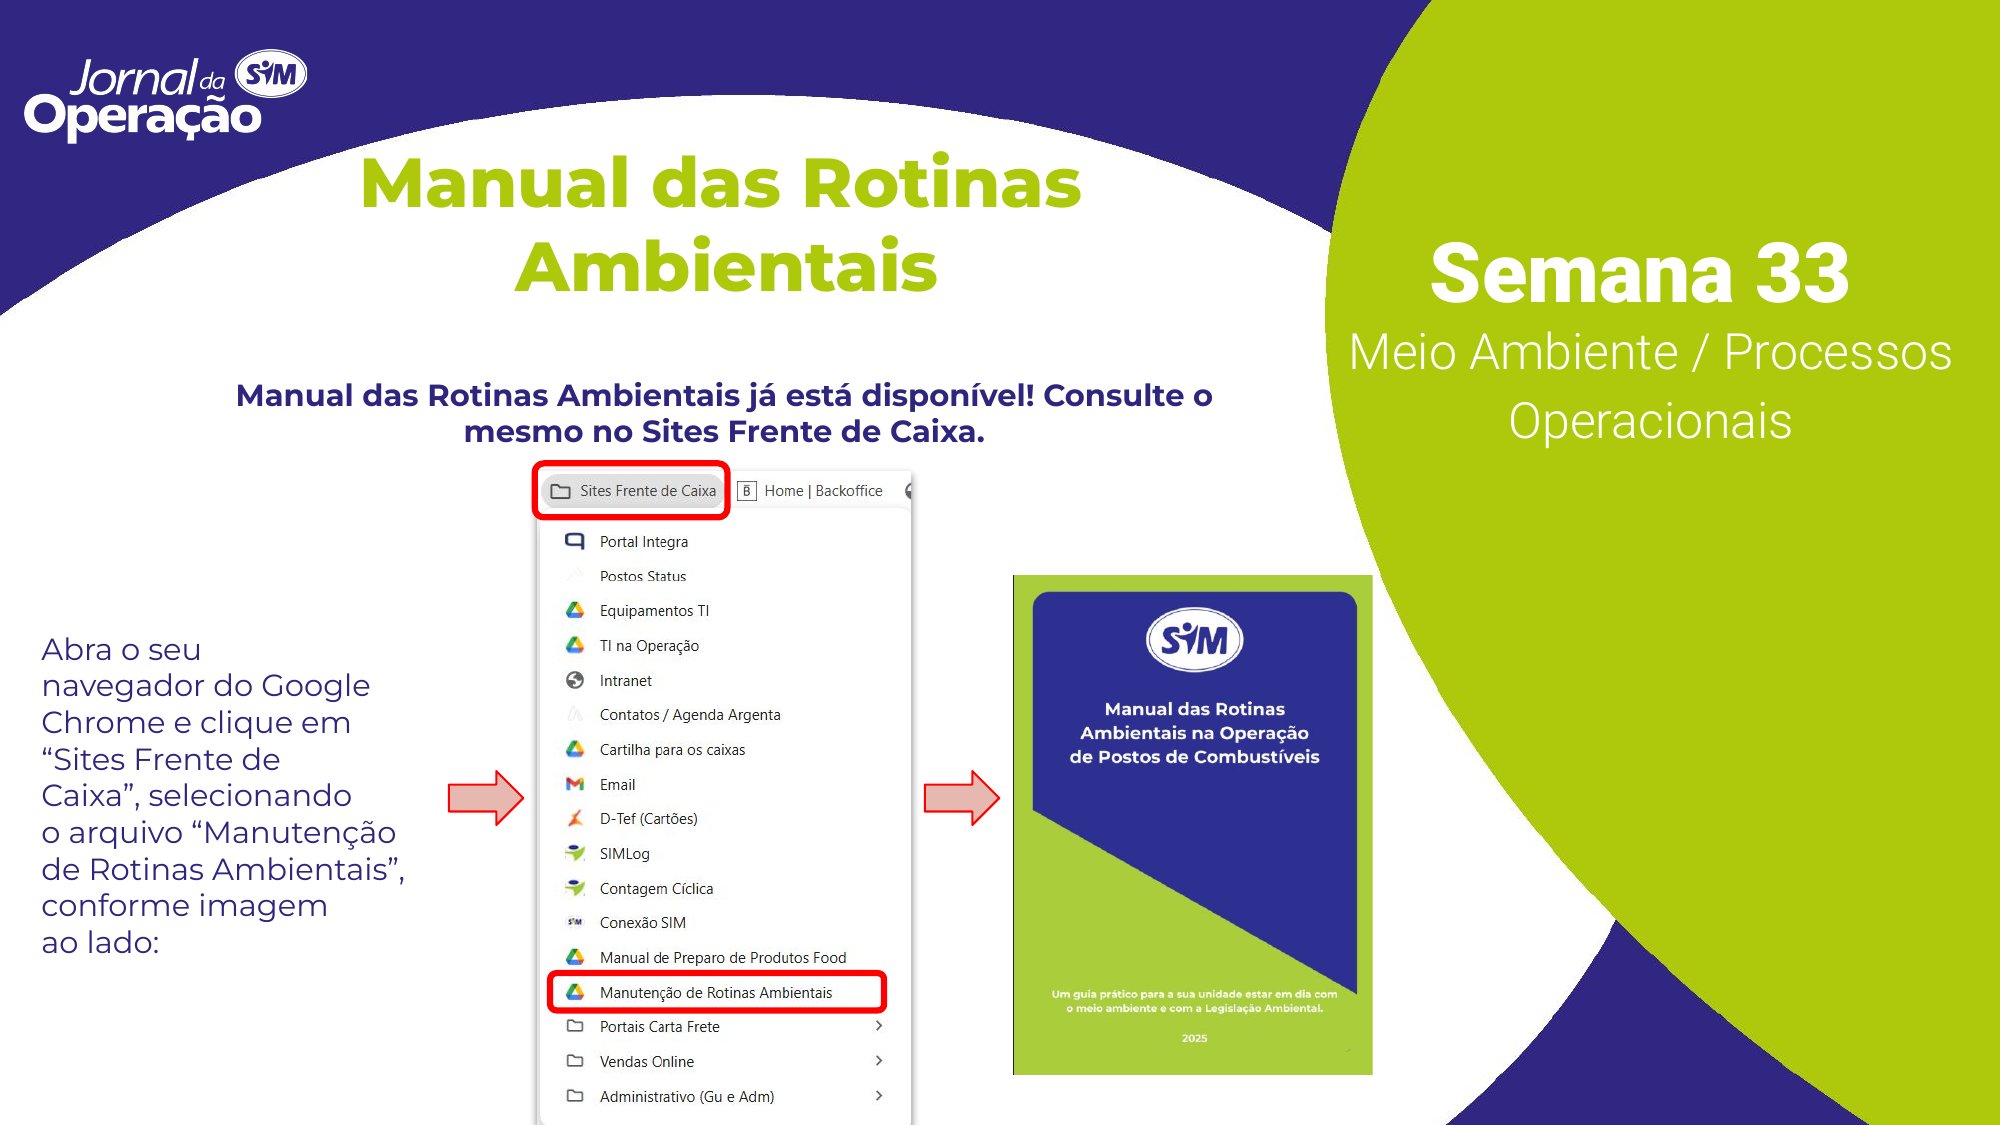 Jornal da SIM
Operação
Manual das Rotinas
Ambientais
Semana 33
Meio Ambiente / Processos
Operacionais
Manual das Rotinas Ambientais já está disponível! Consulte o
mesmo no Sites Frente de Caixa.
Abra o seu
navegador do Google
Chrome e clique em
“Sites Frente de
Caixa”, selecionando
o arquivo “Manutenção
de Rotinas Ambientais”,
conforme imagem
ao lado:
Sites Frente de Caixa
B Home | Backoffice
Portal Integra
Postos Status
Equipamentos TI
TI na Operação
Intranet
Contatos / Agenda Argenta
Cartilha para os caixas
Email
D-Tef (Cartões)
SIMLog
Contagem Cíclica
SIM Conexão SIM
Manual de Preparo de Produtos Food
Manutenção de Rotinas Ambientais
Portais Carta Frete
Vendas Online
Administrativo (Gu e Adm)
SIM
Manual das Rotinas
Ambientais na Operação
de Postos de Combustíveis
Um guia prático para a sua unidade estar em dia com
o meio ambiente e com a Legislação Ambiental.
2025